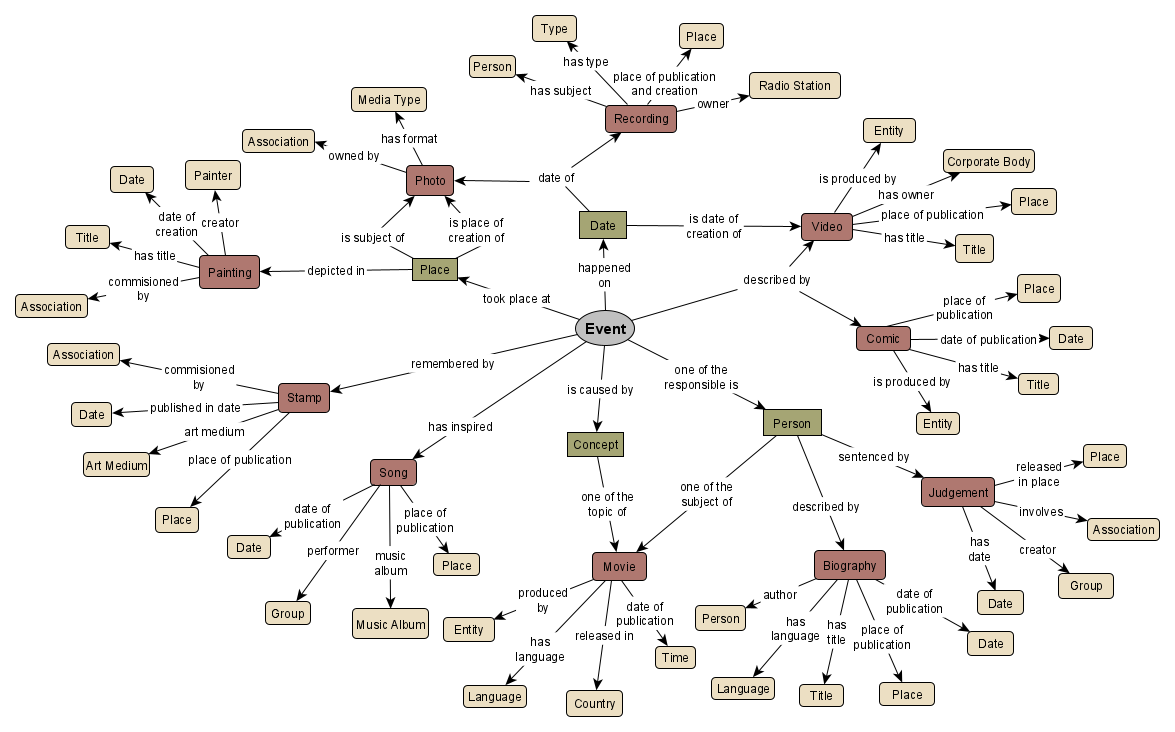 Type
Place
Person
has type
place of publication
and creation
has subject
Radio Station
owner
Media Type
Recording
Association
has format
owned by
Entity
Corporate Body
Date
Painter
Photo
date of
is produced by
has owner
Place
date of
creation
creator
is place of
creation of
Date
is date of
creation of
place of publication
Video
has title
Title
Title
has title
is subject of
Painting
depicted in
Place
happened
on
commisioned
by
Association
took place at
described by
Place
place of
publication
Event
Comic
date of publication
Date
Association
commisioned
by
remembered by
one of the
responsible is
has title
is produced by
Title
is caused by
Stamp
published in date
Date
art medium
Art Medium
place of publication
Place
has inspired
Concept
Person
Entity
sentenced by
Place
released
in place
Song
one of the
topic of
one of the
subject of
Judgement
described by
involves
Association
date of
publication
place of
publication
Date
performer
music
album
Place
has
date
creator
Movie
Biography
Group
Group
Music Album
produced
by
Entity
date of
publication
author
Person
date of
publication
Date
has
language
released in
Time
has
language
has
title
place of
publication
Date
Language
Country
Language
Title
Place